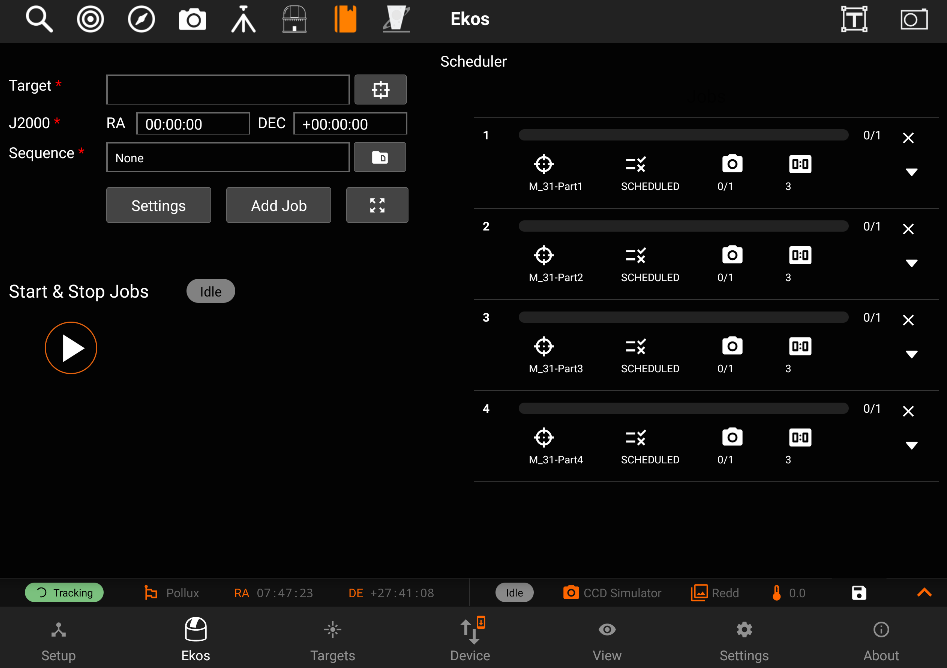 Ekos
Scheduler
Target *
J2000 * RA 00:00:00 DEC +00:00:00
Sequence * None
Settings Add Job
Start & Stop Jobs Idle
1 0/1
M_31-Part1 SCHEDULED 0/1 3
2 0/1
M_31-Part2 SCHEDULED 0/1 3
3 0/1
M_31-Part3 SCHEDULED 0/1 3
4 0/1
M_31-Part4 SCHEDULED 0/1 3
Tracking Pollux RA 07:47:23 DE +27:41:08 Idle CCD Simulator Redd 0.0
Setup Ekos Targets Device View Settings About